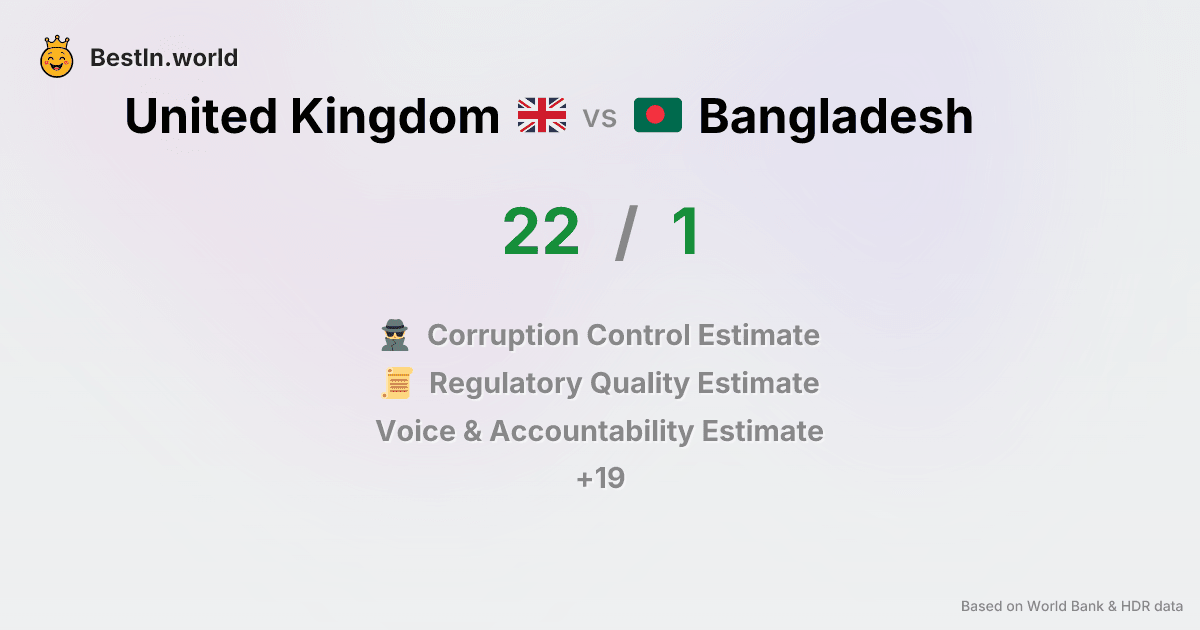 BestIn.world
United Kingdom vs Bangladesh
22 / 1
Corruption Control Estimate
Regulatory Quality Estimate
Voice & Accountability Estimate
+19
Based on World Bank & HDR data